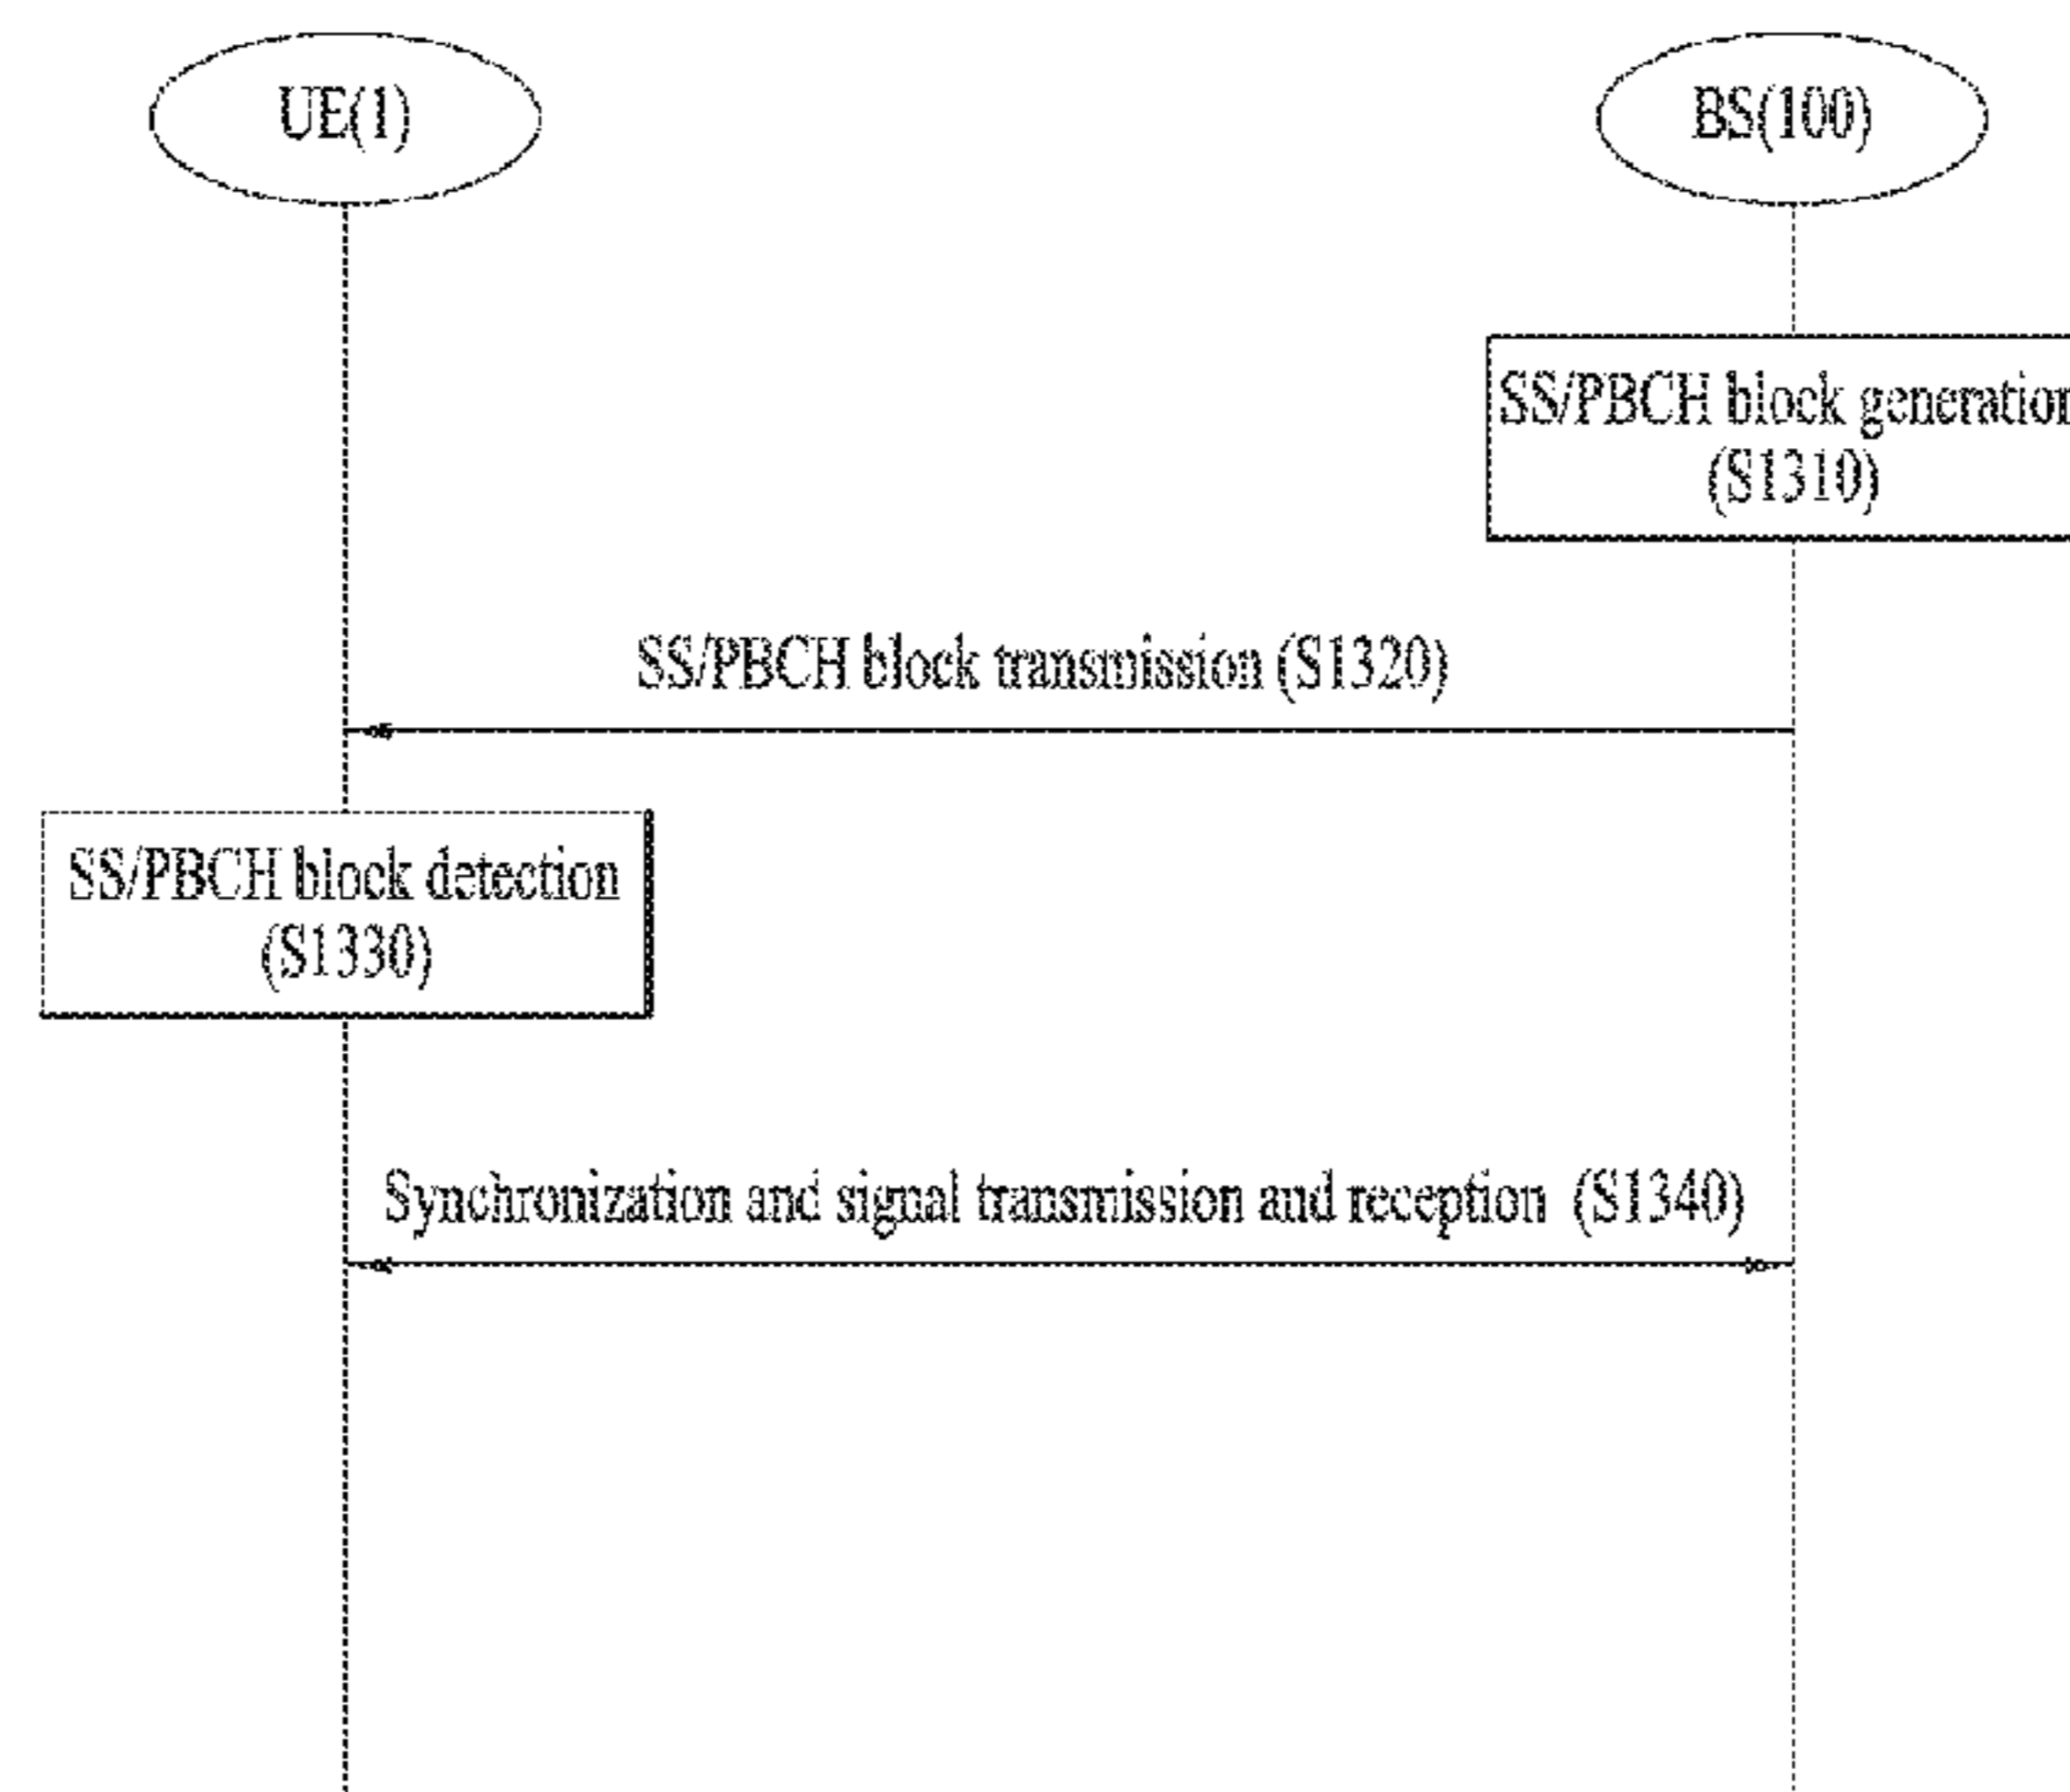 UE(1)
BS(100)
SS/PBCH block generation
(S1310)
SS/PBCH block transmission (S1320)
SS/PBCH block detection
(S1330)
Synchronization and signal transmission and reception (S1340)